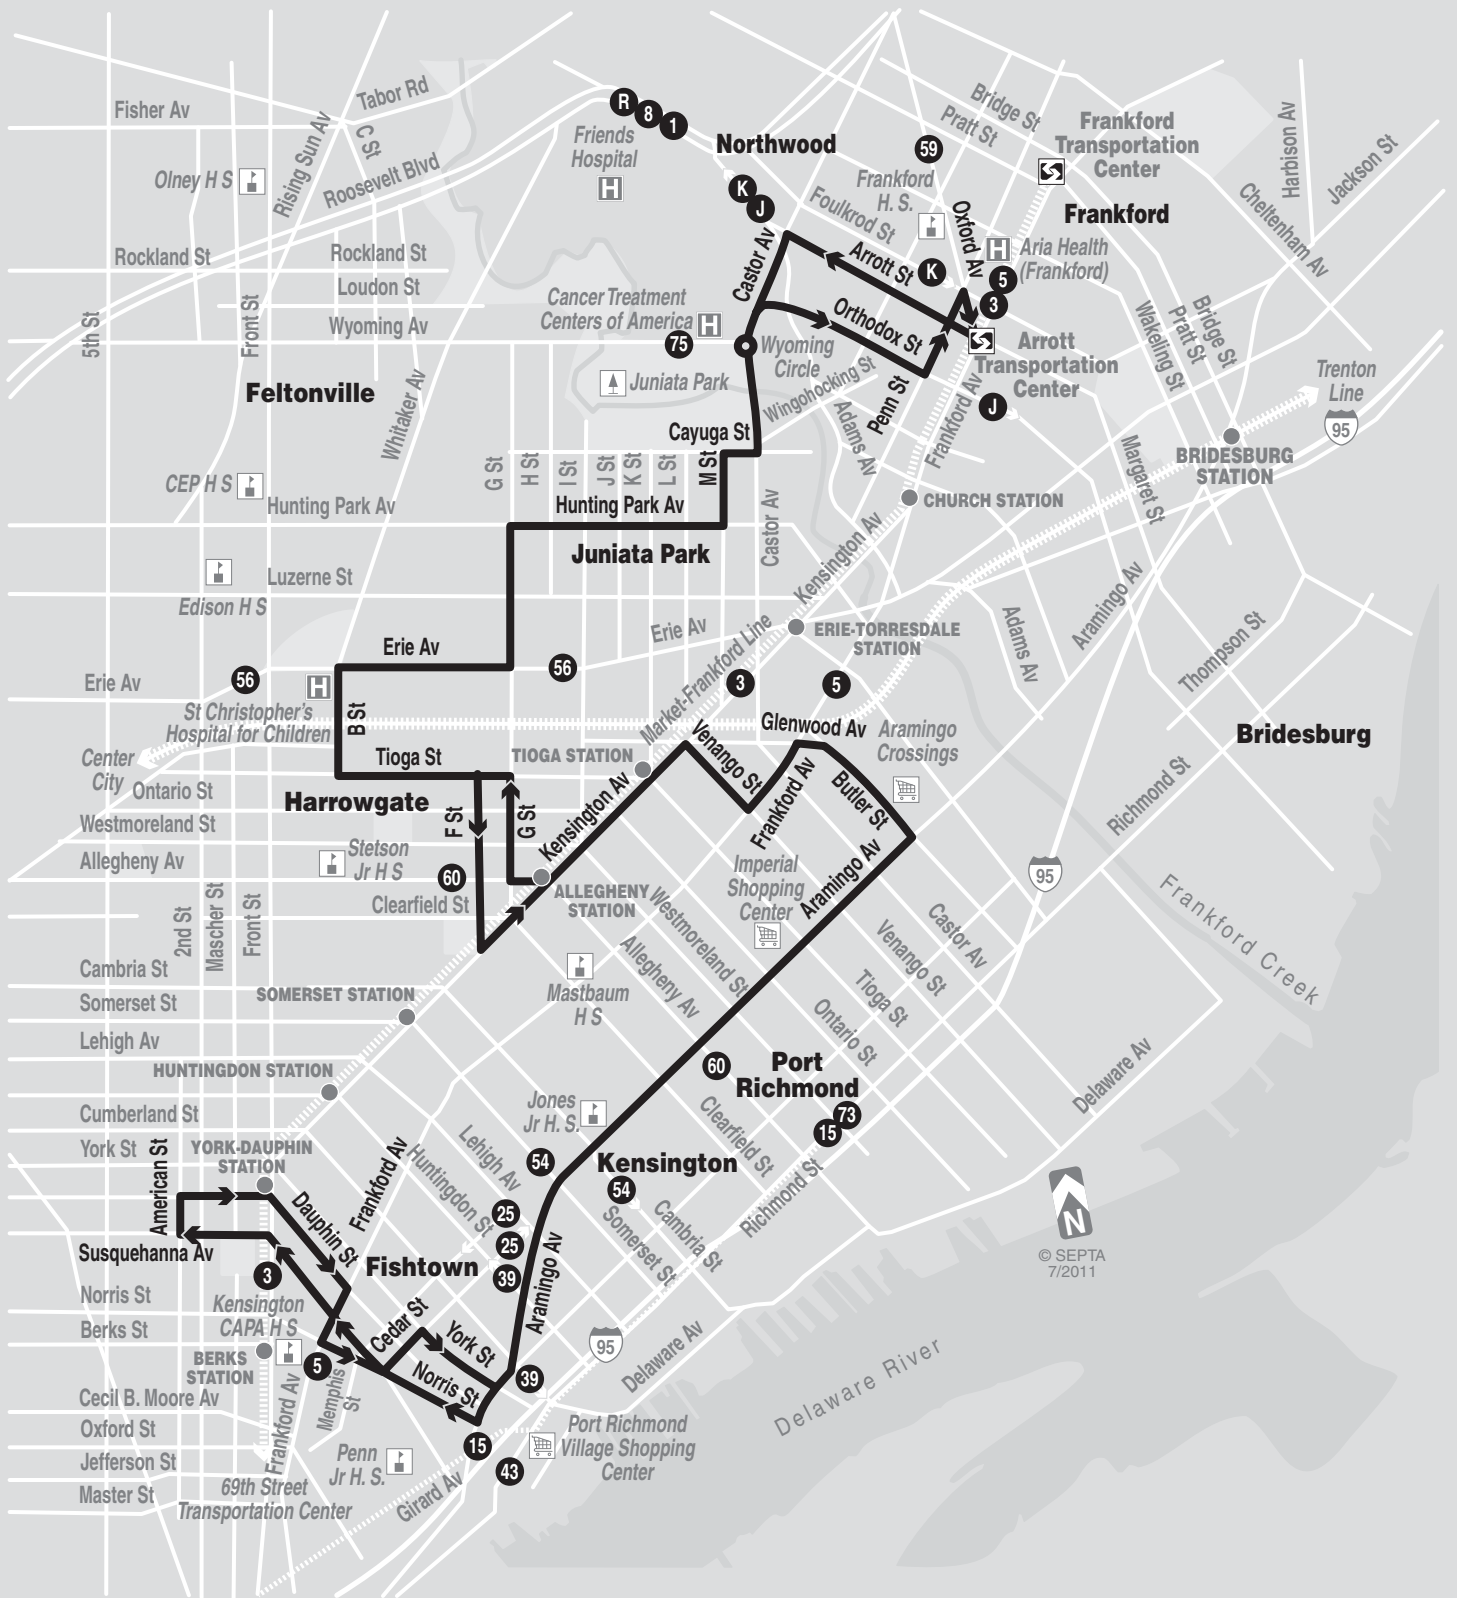 Fisher Av
Tabor Rd
C St
Rising Sun Av
Roosevelt Blvd
Olney H S
R
8
1
Friends
Hospital
H
Northwood
K
J
59
Bridge St
Pratt St
Frankford
Transportation
Center
Frankford
H. S.
Foulkrod St
Oxford Av
Frankford
Harbison Av
Jackson St
Cheltenham Av
H
Aria Health
(Frankford)
Rockland St
Rockland St
Loudon St
Wyoming Av
5th St
Front St
Cancer Treatment
Centers of America
H
75
Castor Av
Arrott St
K
5
3
Orthodox St
Wyoming
Circle
Arrott
Transportation
Center
J
Wakeling St
Pratt St
Bridge St
Trenton
Line
95
BRIDESBURG
STATION
Feltonville
Whitaker Av
Juniata Park
Wingohocking St
Adams Av
Penn St
Frankford Av
Margaret St
Cayuga St
G St
H St
I St
J St
K St
L St
M St
CEP H S
Hunting Park Av
Hunting Park Av
Castor Av
CHURCH STATION
Juniata Park
Kensington Av
Edison H S
Luzerne St
Erie Av
Erie Av
Market-Frankford Line
ERIE-TORRESDALE
STATION
Adams Av
Aramingo Av
Thompson St
56
56
3
5
Erie Av
H
St Christopher's
Hospital for Children
B St
Center
City
Tioga St
TIOGA STATION
Venango St
Glenwood Av
Aramingo
Crossings
Bridesburg
Ontario St
Harrowgate
Westmoreland St
F St
G St
Kensington Av
Frankford Av
Butler St
Richmond St
Allegheny Av
Stetson
Jr H S
60
Clearfield St
ALLEGHENY
STATION
Imperial
Shopping
Center
Aramingo Av
95
2nd St
Mascher St
Front St
Westmoreland St
Allegheny Av
Venango St
Castor Av
Frankford Creek
Cambria St
Somerset St
SOMERSET STATION
Mastbaum
H S
Tioga St
Ontario St
Lehigh Av
HUNTINGDON STATION
60
Port
Richmond
73
15
Delaware Av
Cumberland St
Jones
Jr H. S.
Clearfield St
York St
American St
YORK-DAUPHIN
STATION
Frankford Av
Lehigh Av
Huntingdon St
54
Kensington
54
Richmond St
Susquehanna Av
Dauphin St
25
25
39
Somerset St
Cambria St
Aramingo Av
N
© SEPTA
7/2011
3
Fishtown
Norris St
Kensington
CAPA H S
Berks St
BERKS
STATION
5
Cedar St
York St
Norris St
39
95
Delaware Av
Delaware River
Cecil B. Moore Av
Oxford St
Frankford Av
Memphis
St
Jefferson St
Penn
Jr H. S.
15
43
Port Richmond
Village Shopping
Center
Master St
69th Street
Transportation Center
Girard Av